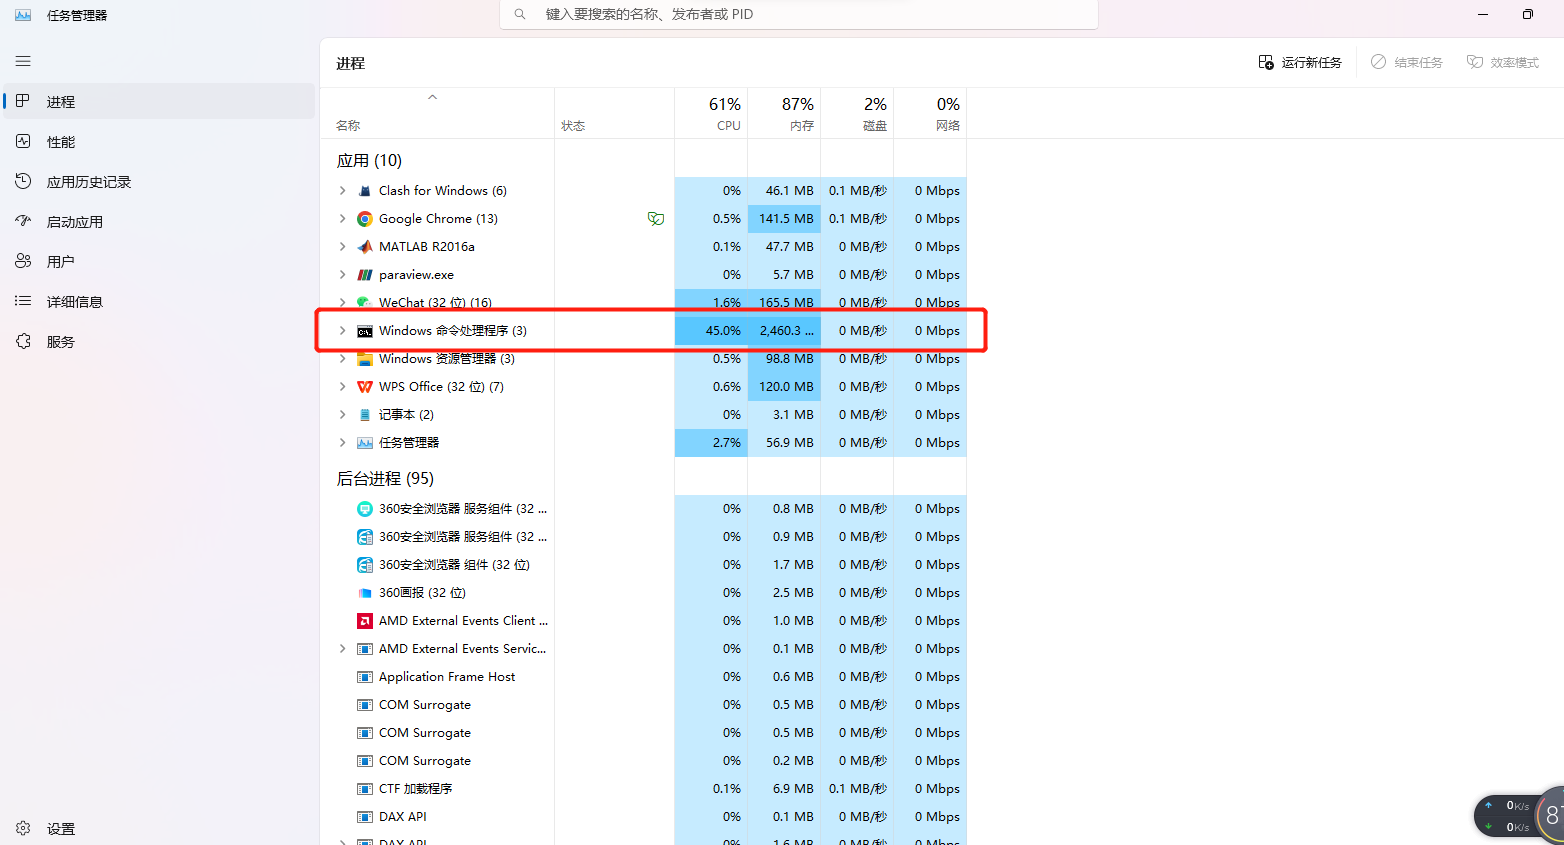 任务管理器
键入要搜索的名称、发布者或 PID
进程
性能
应用历史记录
启动应用
用户
详细信息
服务
设置
进程
运行新任务
结束任务
效率模式
61% 87% 2% 0%
名称 状态 CPU 内存 磁盘 网络
应用 (10)
Clash for Windows (6) 0% 46.1 MB 0.1 MB/秒 0 Mbps
Google Chrome (13) 0.5% 141.5 MB 0.1 MB/秒 0 Mbps
MATLAB R2016a 0.1% 47.7 MB 0 MB/秒 0 Mbps
paraview.exe 0% 5.7 MB 0 MB/秒 0 Mbps
WeChat (32 位) (16) 1.6% 165.5 MB 0 MB/秒 0 Mbps
C:\. Windows 命令处理程序 (3) 45.0% 2,460.3 ... 0 MB/秒 0 Mbps
Windows 资源管理器 (3) 0.5% 98.8 MB 0 MB/秒 0 Mbps
WPS Office (32 位) (7) 0.6% 120.0 MB 0 MB/秒 0 Mbps
记事本 (2) 0% 3.1 MB 0 MB/秒 0 Mbps
任务管理器 2.7% 56.9 MB 0 MB/秒 0 Mbps
后台进程 (95)
360安全浏览器 服务组件 (32 ... 0% 0.8 MB 0 MB/秒 0 Mbps
360安全浏览器 服务组件 (32 ... 0% 0.9 MB 0 MB/秒 0 Mbps
360安全浏览器 组件 (32 位) 0% 1.7 MB 0 MB/秒 0 Mbps
360画报 (32 位) 0% 2.5 MB 0 MB/秒 0 Mbps
AMD External Events Client ... 0% 1.0 MB 0 MB/秒 0 Mbps
AMD External Events Servic... 0% 0.1 MB 0 MB/秒 0 Mbps
Application Frame Host 0% 0.6 MB 0 MB/秒 0 Mbps
COM Surrogate 0% 0.5 MB 0 MB/秒 0 Mbps
COM Surrogate 0% 0.5 MB 0 MB/秒 0 Mbps
COM Surrogate 0% 0.2 MB 0 MB/秒 0 Mbps
CTF 加载程序 0.1% 6.9 MB 0.1 MB/秒 0 Mbps
DAX API 0% 0.1 MB 0 MB/秒 0 Mbps
DAX API 0% 1.6 MB 0 MB/秒 0 Mbps
0K/s
0K/s